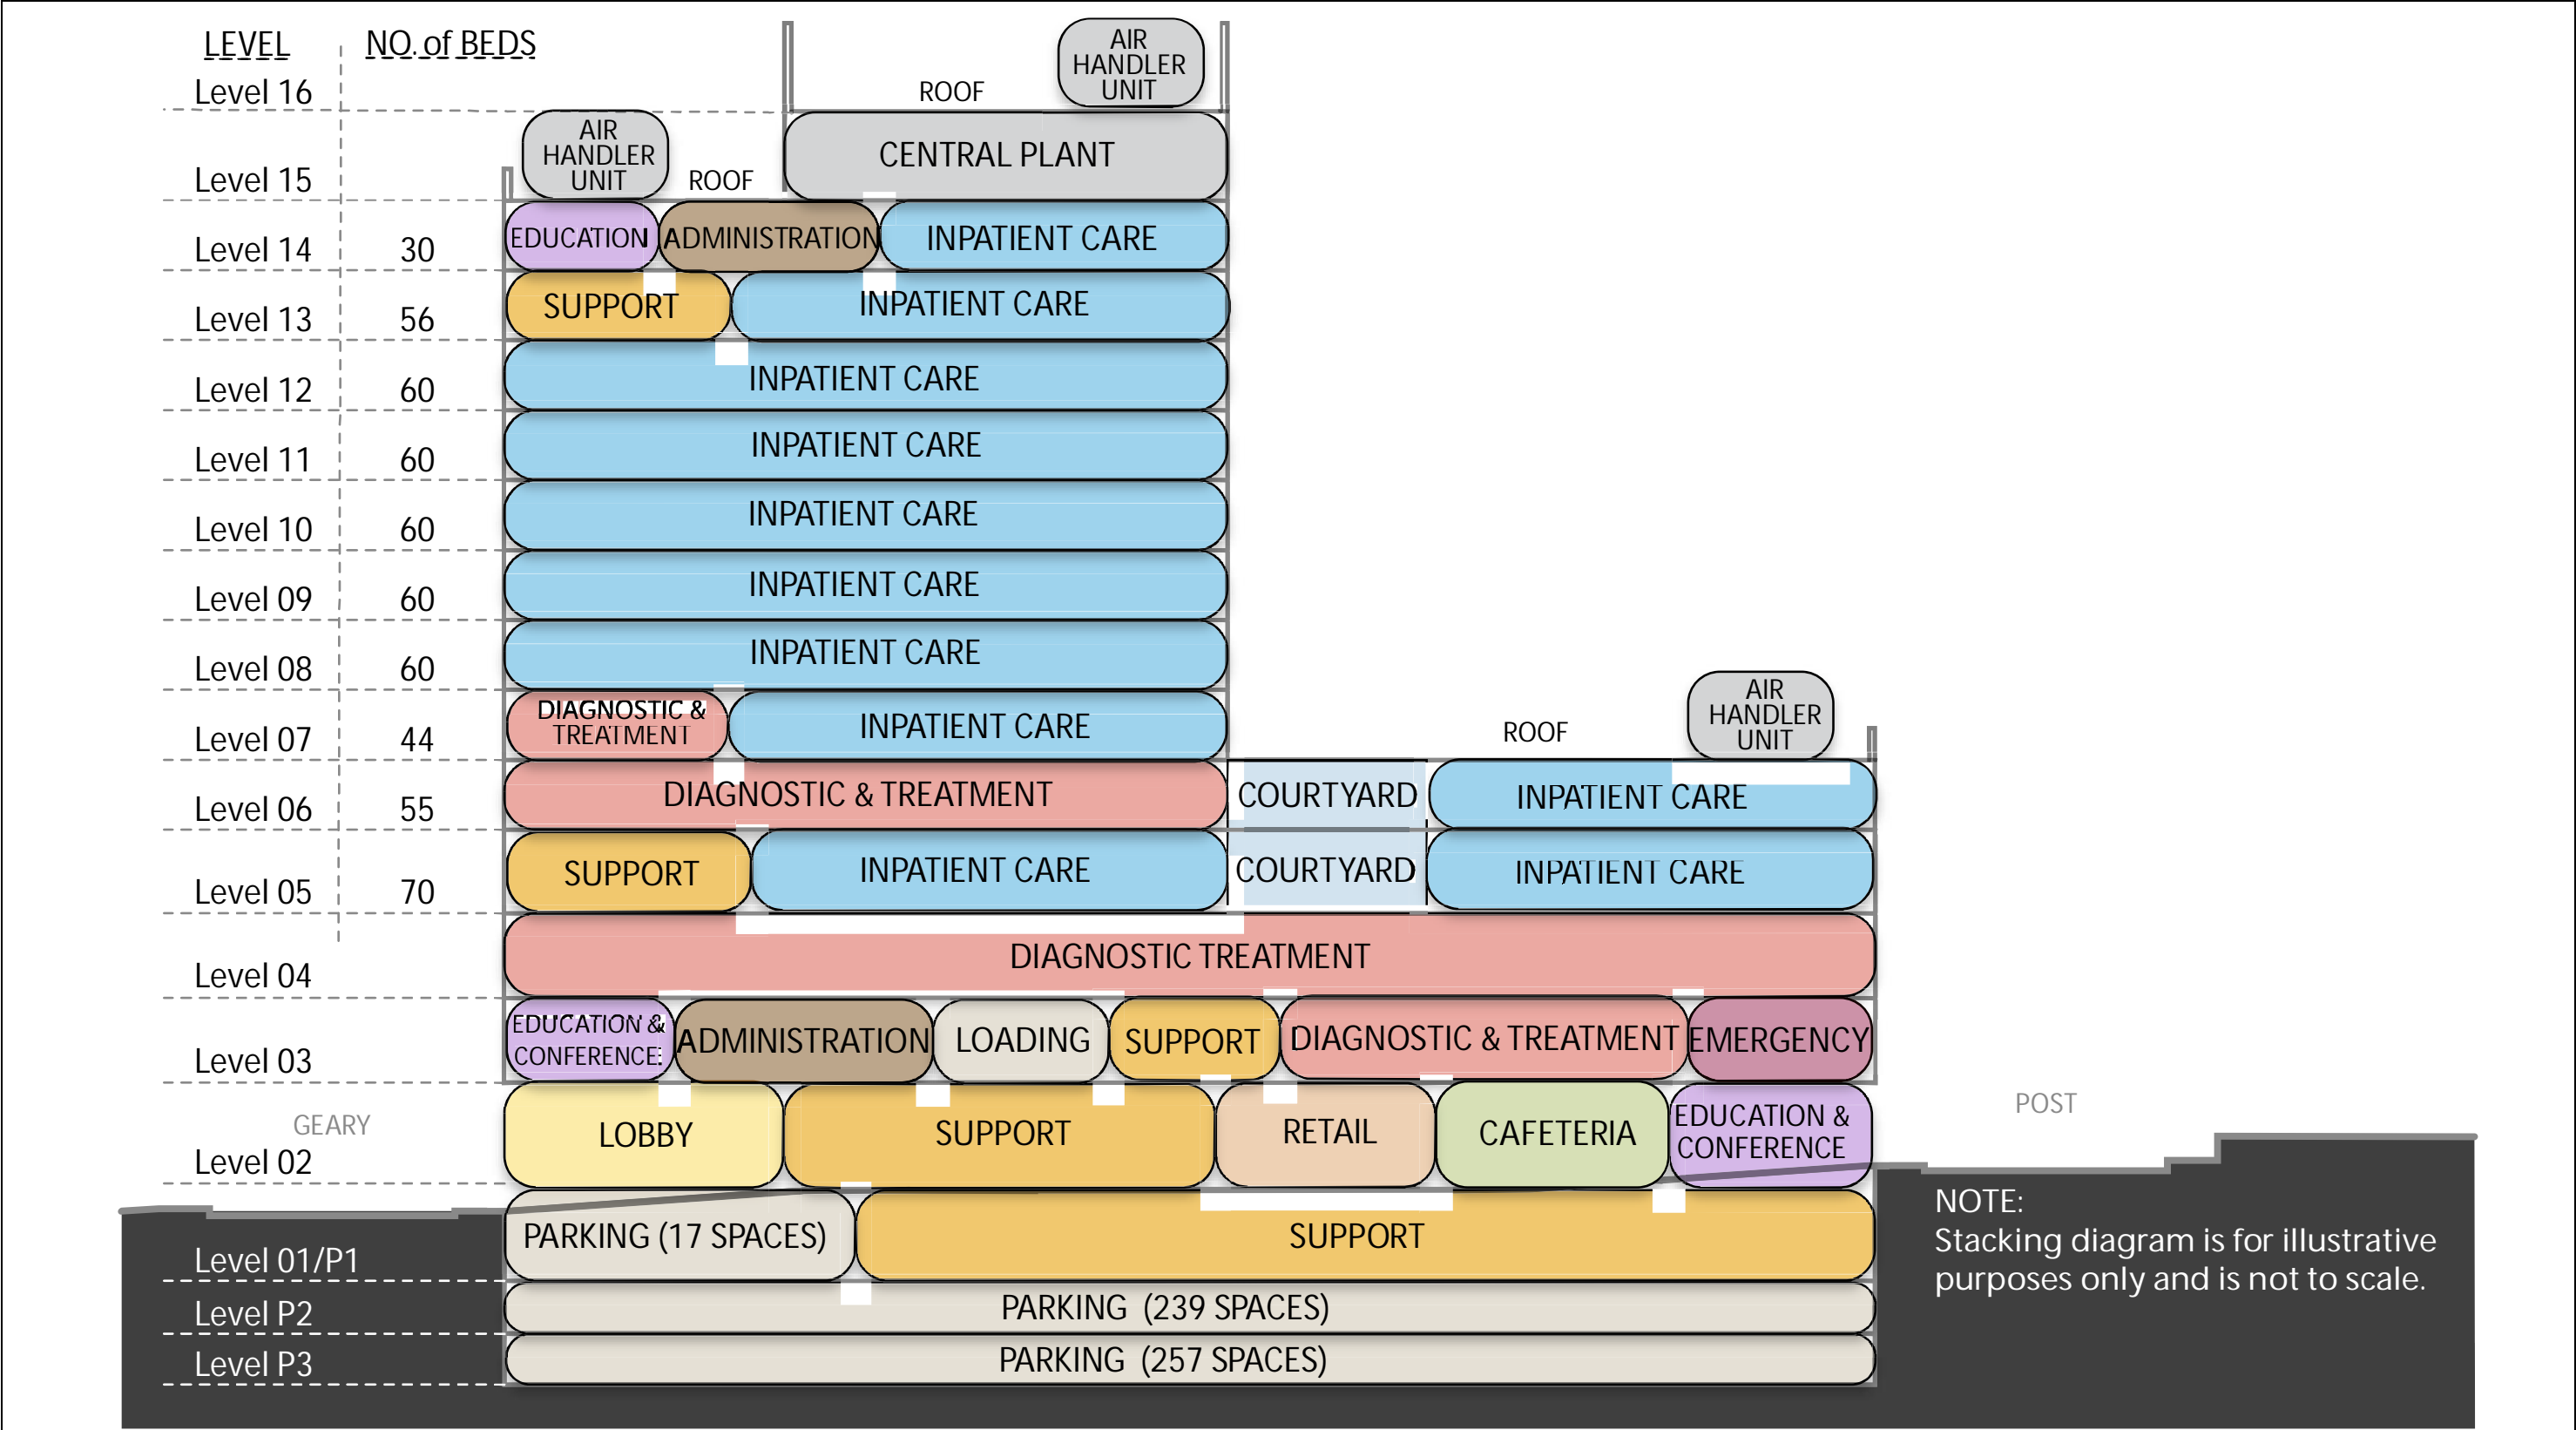 LEVEL
NO. of BEDS
AIR
HANDLER
UNIT
Level 16
ROOF
AIR
HANDLER
UNIT
CENTRAL PLANT
Level 15
ROOF
Level 14
30
EDUCATION
ADMINISTRATION
INPATIENT CARE
Level 13
56
SUPPORT
INPATIENT CARE
Level 12
60
INPATIENT CARE
Level 11
60
INPATIENT CARE
Level 10
60
INPATIENT CARE
Level 09
60
INPATIENT CARE
Level 08
60
INPATIENT CARE
Level 07
44
DIAGNOSTIC &
TREATMENT
INPATIENT CARE
ROOF
AIR
HANDLER
UNIT
Level 06
55
DIAGNOSTIC & TREATMENT
COURTYARD
INPATIENT CARE
Level 05
70
SUPPORT
INPATIENT CARE
COURTYARD
INPATIENT CARE
Level 04
DIAGNOSTIC TREATMENT
Level 03
EDUCATION &
CONFERENCE
ADMINISTRATION
LOADING
SUPPORT
DIAGNOSTIC & TREATMENT
EMERGENCY
GEARY
POST
Level 02
LOBBY
SUPPORT
RETAIL
CAFETERIA
EDUCATION &
CONFERENCE
Level 01/P1
PARKING (17 SPACES)
SUPPORT
Level P2
PARKING (239 SPACES)
Level P3
PARKING (257 SPACES)
NOTE:
Stacking diagram is for illustrative
purposes only and is not to scale.